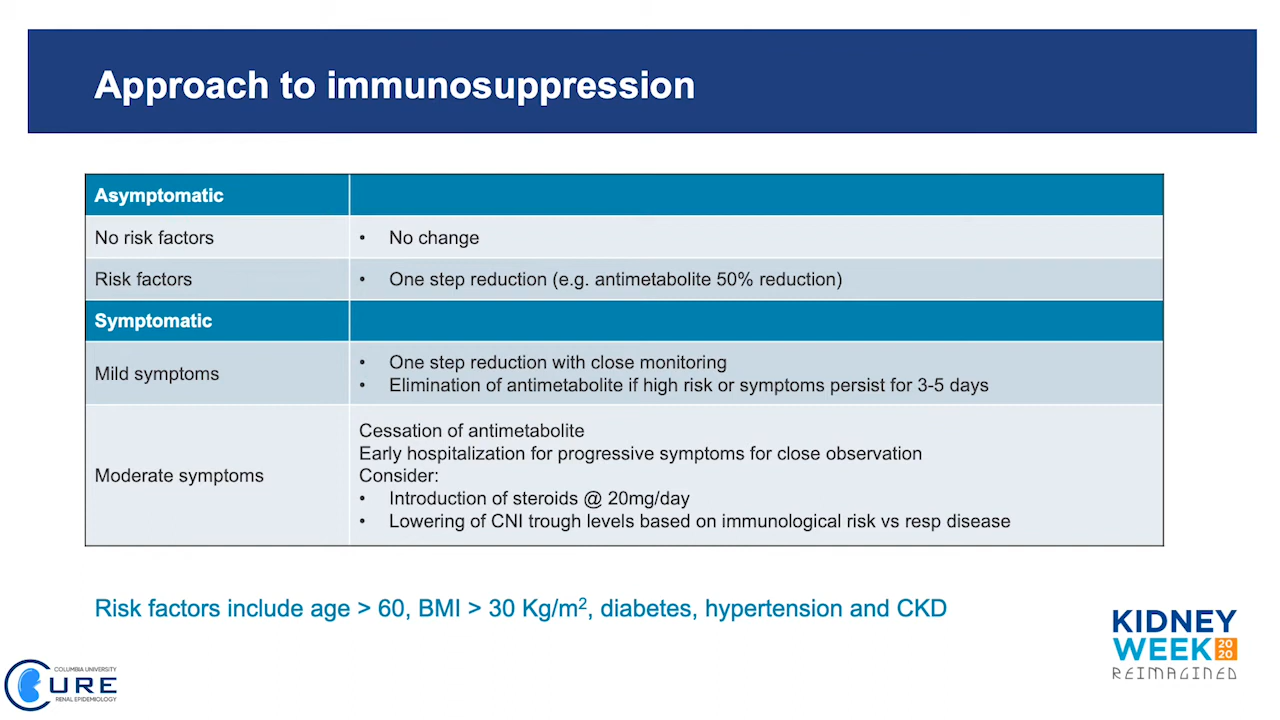 Approach to immunosuppression
Asymptomatic
No risk factors
• No change
Risk factors
• One step reduction (e.g. antimetabolite 50% reduction)
Symptomatic
Mild symptoms
• One step reduction with close monitoring
• Elimination of antimetabolite if high risk or symptoms persist for 3-5 days
Moderate symptoms
Cessation of antimetabolite
Early hospitalization for progressive symptoms for close observation
Consider:
• Introduction of steroids @ 20mg/day
• Lowering of CNI trough levels based on immunological risk vs resp disease
Risk factors include age > 60, BMI > 30 Kg/m², diabetes, hypertension and CKD
KIDNEY
WEEK 2020
REIMAGINED
COLUMBIA UNIVERSITY
CURE
RENAL EPIDEMIOLOGY